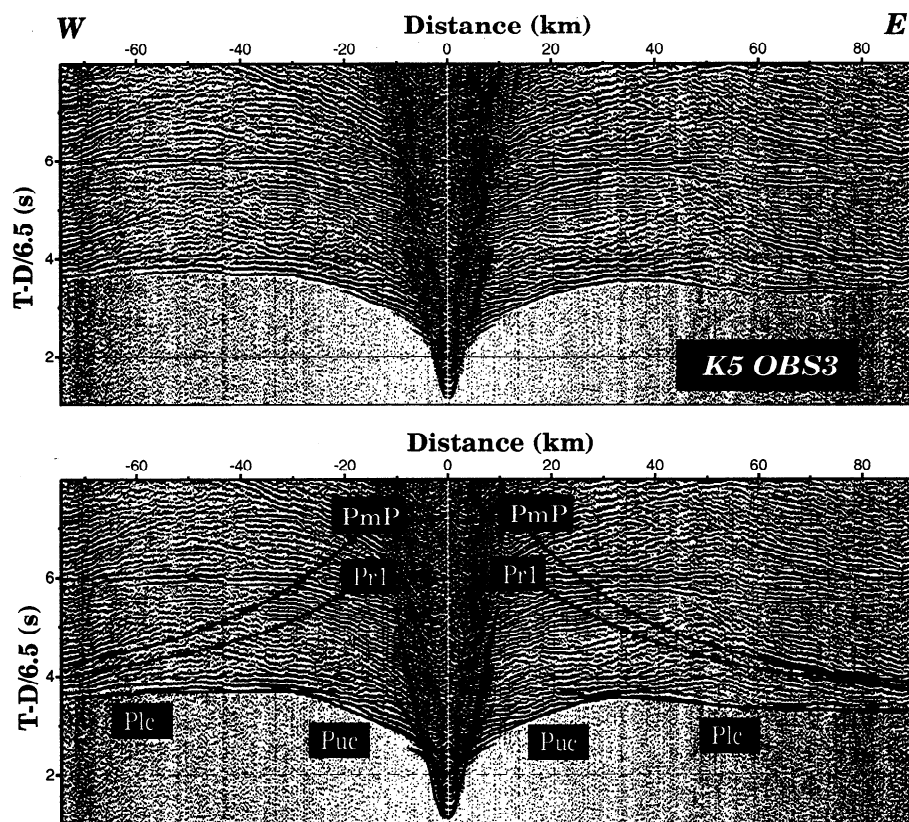 W Distance (km) E
-60 -40 -20 0 20 40 60 80
6
4
2
T-D/6.5 (s)
K5 OBS3
Distance (km)
-60 -40 -20 0 20 40 60 80
PmP PmP
Pr1 Pr1
6
4
2
T-D/6.5 (s)
Plc Puc Puc Plc